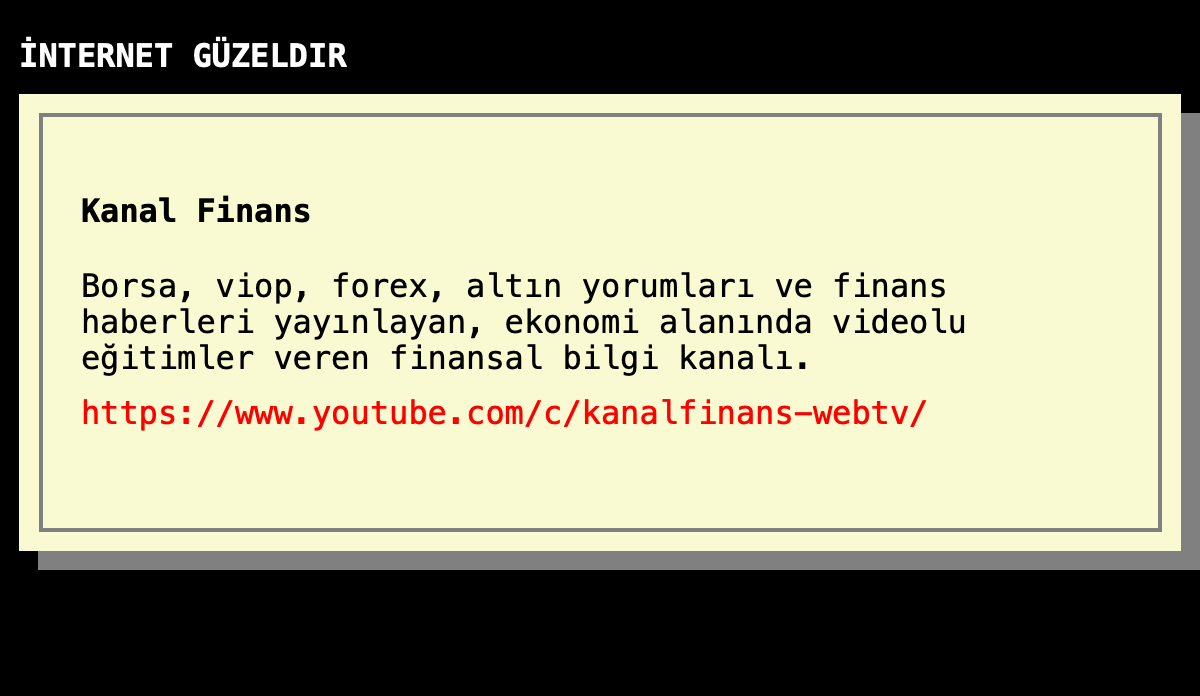 İNTERNET GÜZELDIR
Kanal Finans
Borsa, viop, forex, altın yorumları ve finans
haberleri yayınlayan, ekonomi alanında videolu
eğitimler veren finansal bilgi kanalı.
https://www.youtube.com/c/kanalfinans-webtv/